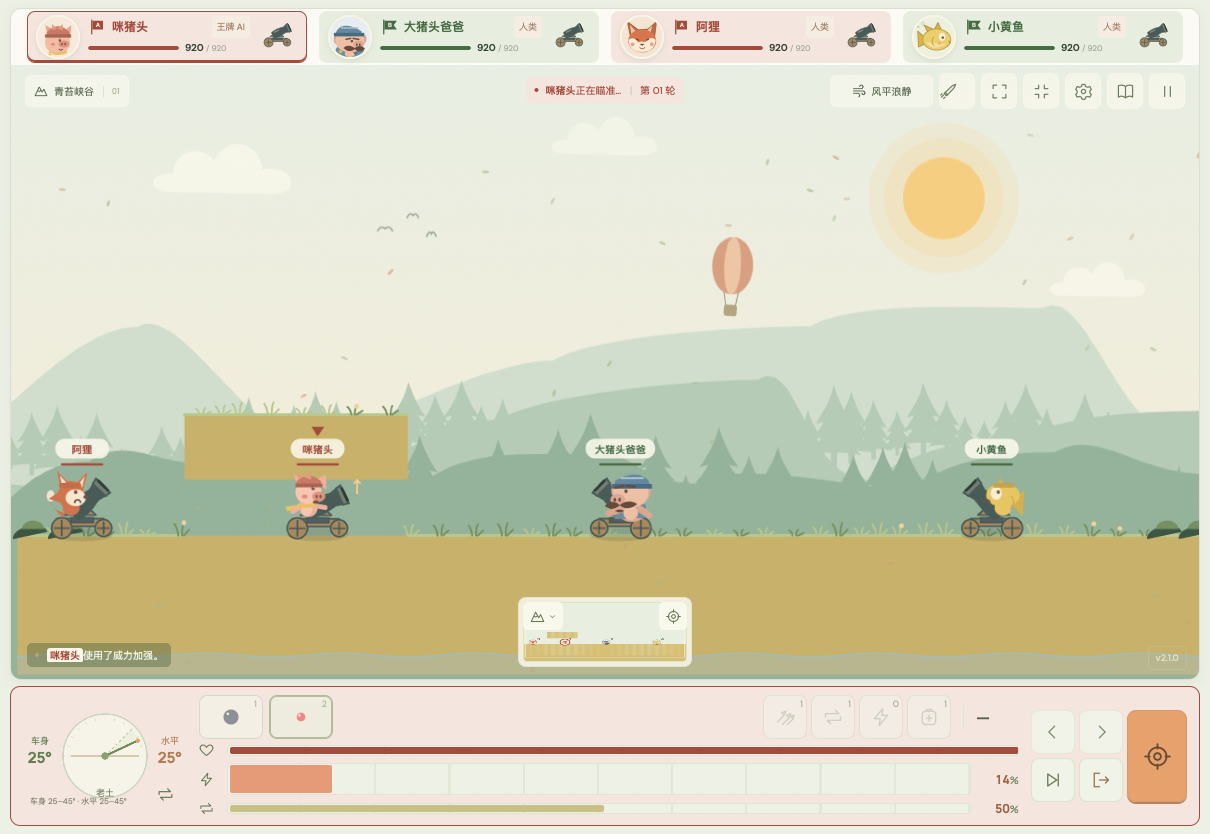 A 咪猪头 王牌 AI
920 / 920
B 大猪头爸爸 人类
920 / 920
A 阿狸 人类
920 / 920
B 小黄鱼 人类
920 / 920
青苔峡谷 01
咪猪头正在瞄准… 第 01 轮
风平浪静
阿狸
咪猪头
大猪头爸爸
小黄鱼
咪猪头使用了威力加强。
v2.1.0
1
2
1
1
0
1
车身
25°
水平
25°
老土
车身 25–45° · 水平 25–45°
14%
50%